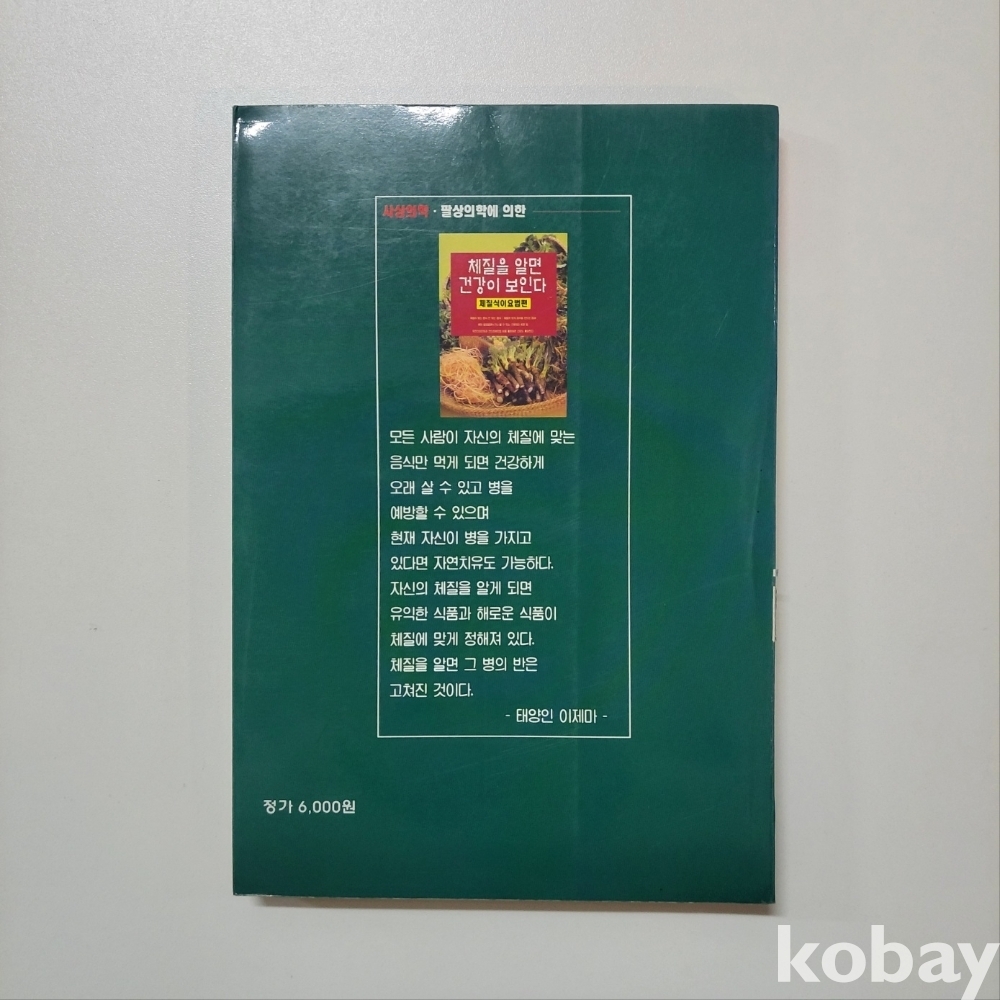 사상의학 · 팔상의학에 의한
체질을 알면
건강이 보인다
체질식이요법편
모든 사람이 자신의 체질에 맞는
음식만 먹게 되면 건강하게
오래 살 수 있고 병을
예방할 수 있으며
현재 자신이 병을 가지고
있다면 자연치유도 가능하다.
자신의 체질을 알게 되면
유익한 식품과 해로운 식품이
체질에 맞게 정해져 있다.
체질을 알면 그 병의 반은
고쳐진 것이다.
- 태양인 이제마 -
정가 6,000원
kobay